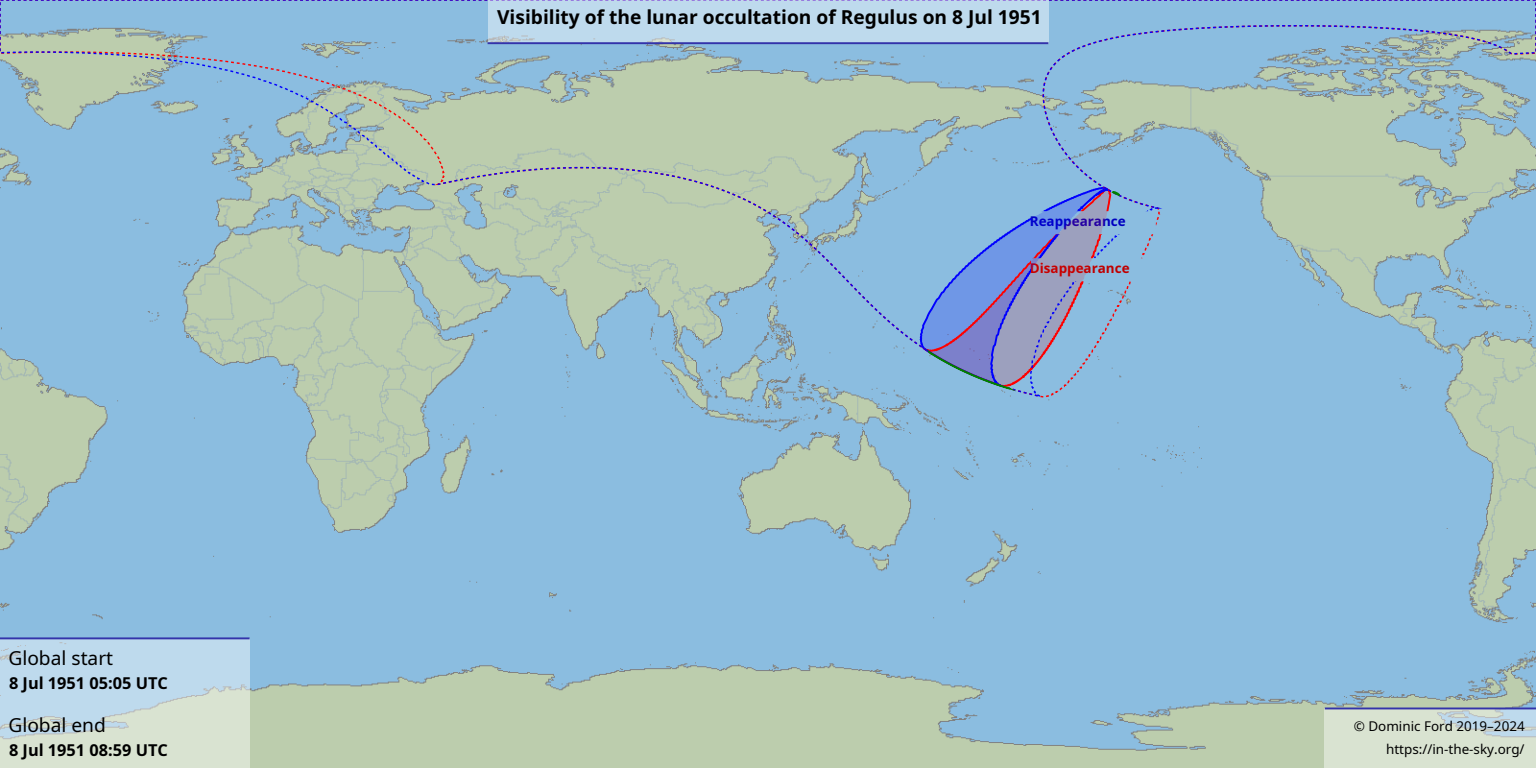 Visibility of the lunar occultation of Regulus on 8 Jul 1951
Reappearance
Disappearance
Global start
8 Jul 1951 05:05 UTC
Global end
8 Jul 1951 08:59 UTC
© Dominic Ford 2019–2024
https://in-the-sky.org/